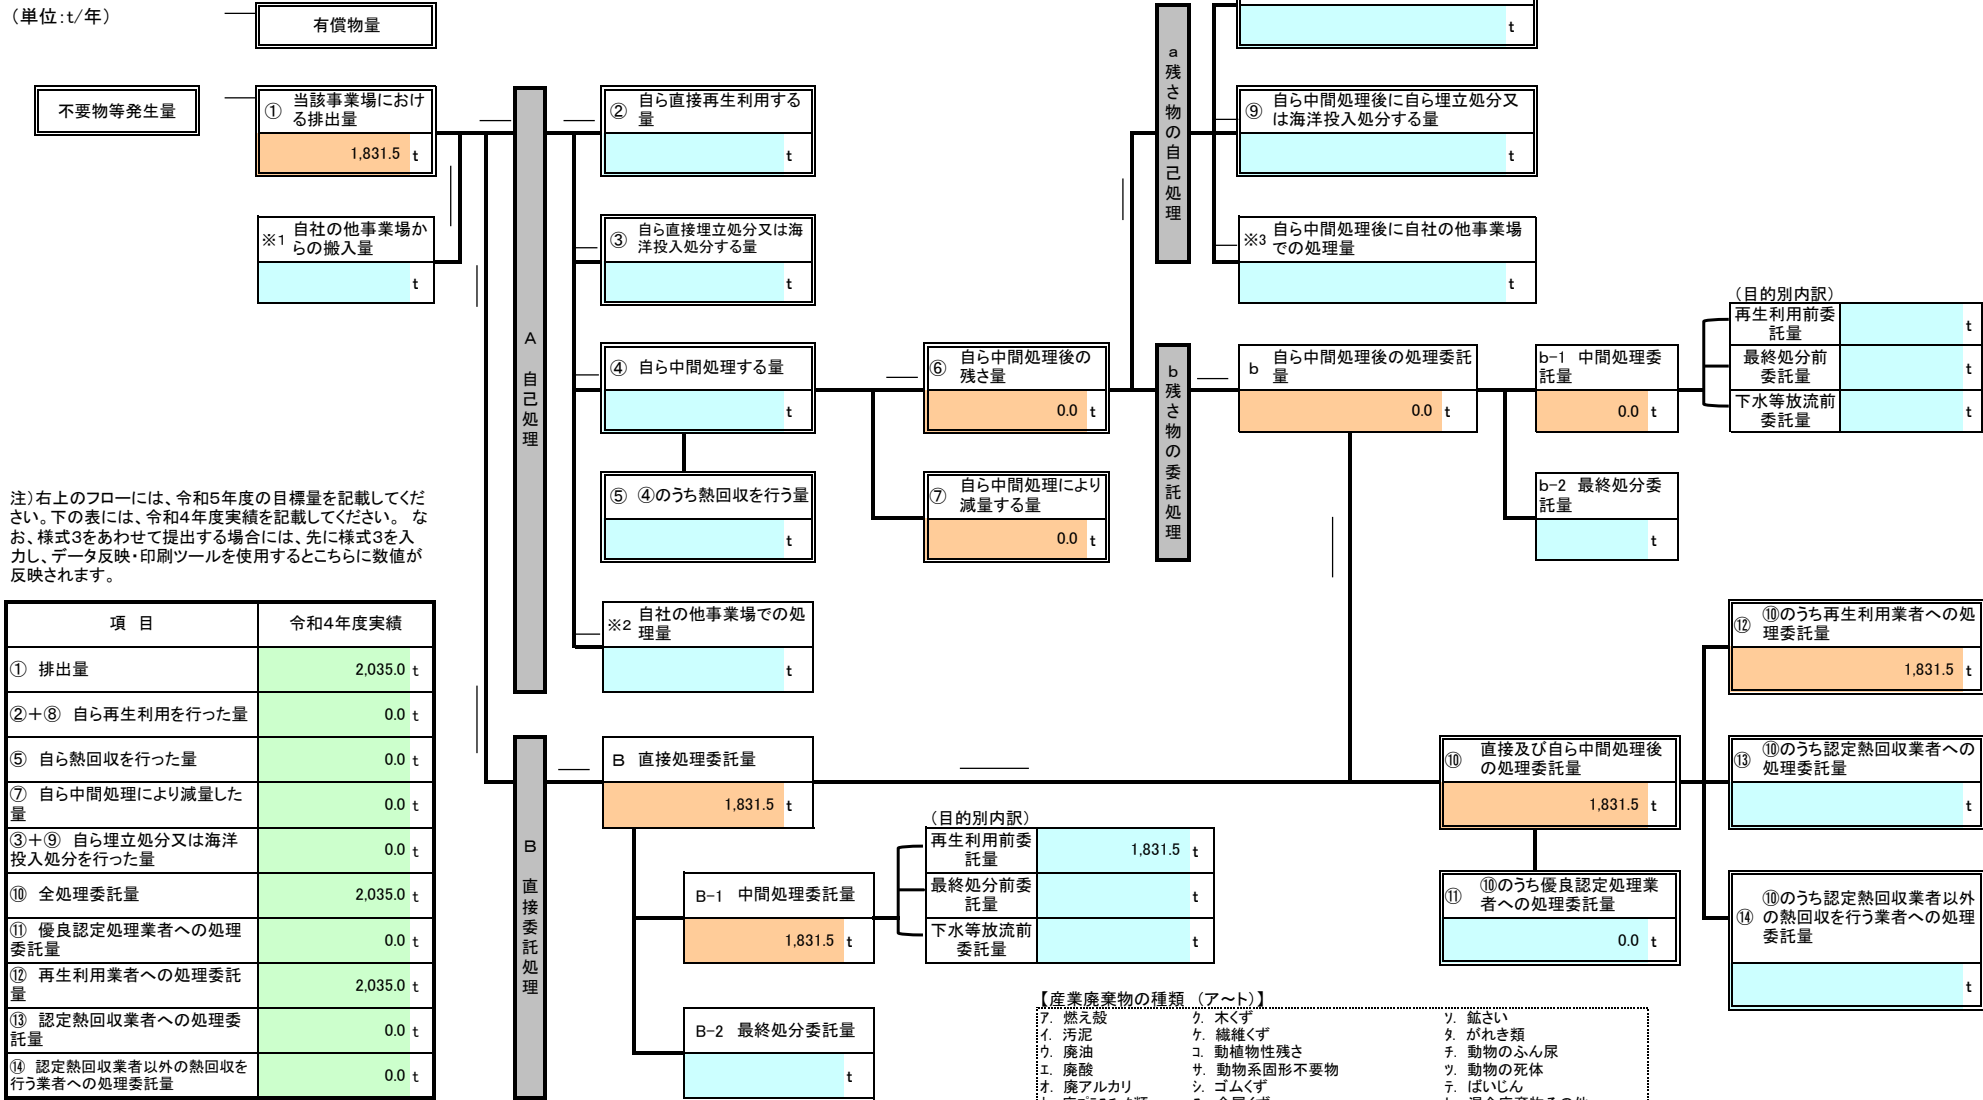 （単位:t/年）
有償物量
t
不要物等発生量
① 当該事業場におけ
る排出量
1,831.5 t
※1 自社の他事業場か
らの搬入量
t
A 自己処理
② 自ら直接再生利用する
量
t
③ 自ら直接埋立処分又は海
洋投入処分する量
t
④ 自ら中間処理する量
t
⑤ ④のうち熱回収を行う量
t
※2 自社の他事業場での処
理量
t
⑥ 自ら中間処理後の
残さ量
0.0 t
⑦ 自ら中間処理により
減量する量
0.0 t
a 残さ物の自己処理
⑨ 自ら中間処理後に自ら埋立処分又
は海洋投入処分する量
t
※3 自ら中間処理後に自社の他事業場
での処理量
t
b 残さ物の委託処理
b 自ら中間処理後の処理委託
量
0.0 t
b-1 中間処理委
託量
0.0 t
b-2 最終処分委
託量
t
（目的別内訳）
再生利用前委
託量
t
最終処分前
委託量
t
下水等放流前
委託量
t
注）右上のフローには、令和5年度の目標量を記載してくだ
さい。下の表には、令和4年度実績を記載してください。 な
お、様式3をあわせて提出する場合には、先に様式3を入
力し、データ反映・印刷ツールを使用するとこちらに数値が
反映されます。
項 目 令和4年度実績
① 排出量 2,035.0 t
②＋⑧ 自ら再生利用を行った量 0.0 t
⑤ 自ら熱回収を行った量 0.0 t
⑦ 自ら中間処理により減量した
量 0.0 t
③＋⑨ 自ら埋立処分又は海洋
投入処分を行った量 0.0 t
⑩ 全処理委託量 2,035.0 t
⑪ 優良認定処理業者への処理
委託量 0.0 t
⑫ 再生利用業者への処理委託
量 2,035.0 t
⑬ 認定熱回収業者への処理委
託量 0.0 t
⑭ 認定熱回収業者以外の熱回収を
行う業者への処理委託量 0.0 t
B 直接委託処理
B 直接処理委託量
1,831.5 t
B-1 中間処理委託量
1,831.5 t
B-2 最終処分委託量
t
（目的別内訳）
再生利用前委
託量
1,831.5 t
最終処分前委
託量
t
下水等放流前
委託量
t
⑩ 直接及び自ら中間処理後
の処理委託量
1,831.5 t
⑪ ⑩のうち優良認定処理業
者への処理委託量
0.0 t
⑫ ⑩のうち再生利用業者への処
理委託量
1,831.5 t
⑬ ⑩のうち認定熱回収業者への
処理委託量
t
⑭ ⑩のうち認定熱回収業者以外
の熱回収を行う業者への処理
委託量
t
【産業廃棄物の種類 （ア～ト）】
ア. 燃え殻 ク. 木くず ソ. 鉱さい
イ. 汚泥 ケ. 繊維くず タ. がれき類
ウ. 廃油 コ. 動植物性残さ チ. 動物のふん尿
エ. 廃酸 サ. 動物系固形不要物 ツ. 動物の死体
オ. 廃アルカリ シ. ゴムくず テ. ばいじん